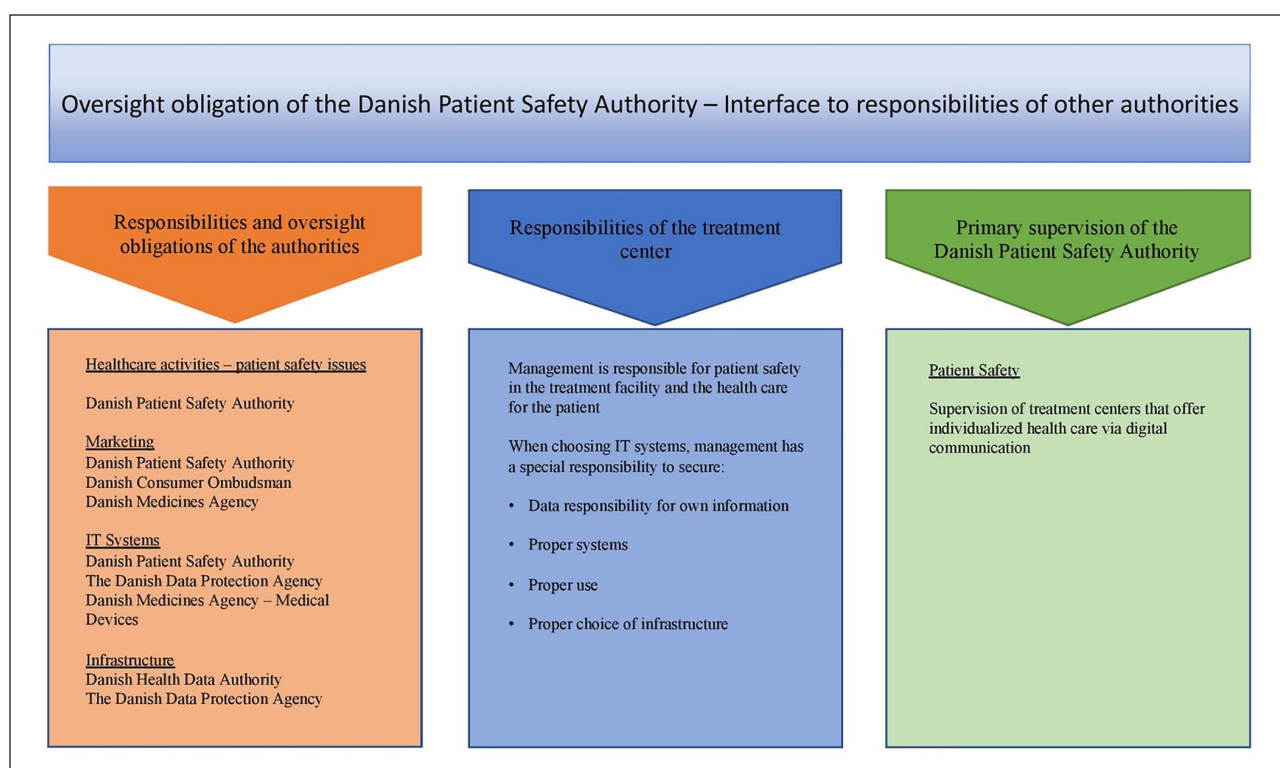 Oversight obligation of the Danish Patient Safety Authority – Interface to responsibilities of other authorities
Responsibilities and oversight
obligations of the authorities
Healthcare activities – patient safety issues
Danish Patient Safety Authority
Marketing
Danish Patient Safety Authority
Danish Consumer Ombudsman
Danish Medicines Agency
IT Systems
Danish Patient Safety Authority
The Danish Data Protection Agency
Danish Medicines Agency – Medical
Devices
Infrastructure
Danish Health Data Authority
The Danish Data Protection Agency
Responsibilities of the treatment
center
Management is responsible for patient safety
in the treatment facility and the health care
for the patient
When choosing IT systems, management has
a special responsibility to secure:
• Data responsibility for own information
• Proper systems
• Proper use
• Proper choice of infrastructure
Primary supervision of the
Danish Patient Safety Authority
Patient Safety
Supervision of treatment centers that offer
individualized health care via digital
communication